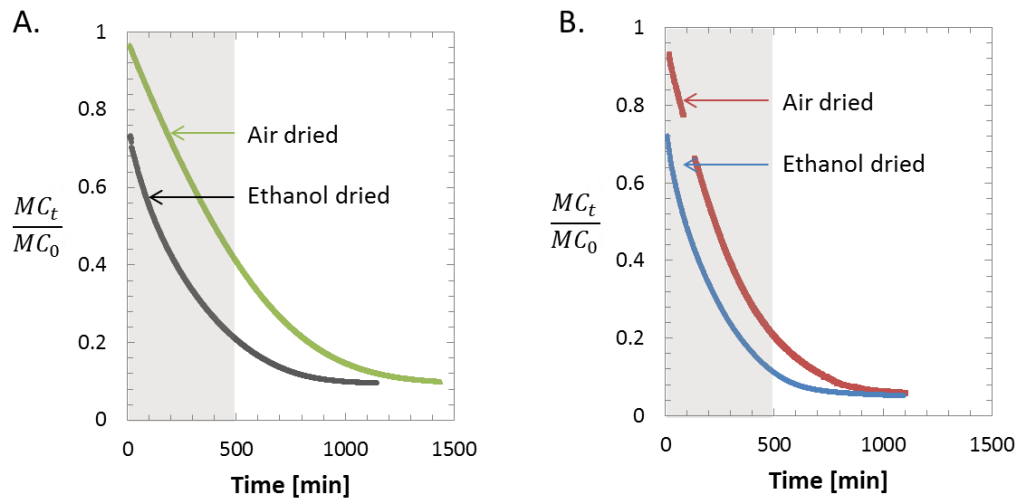 A.
1
0.8
0.6
0.4
0.2
0
MC_t
MC_0
Air dried
Ethanol dried
0 500 1000 1500
Time [min]
B.
1
0.8
0.6
0.4
0.2
0
MC_t
MC_0
Air dried
Ethanol dried
0 500 1000 1500
Time [min]